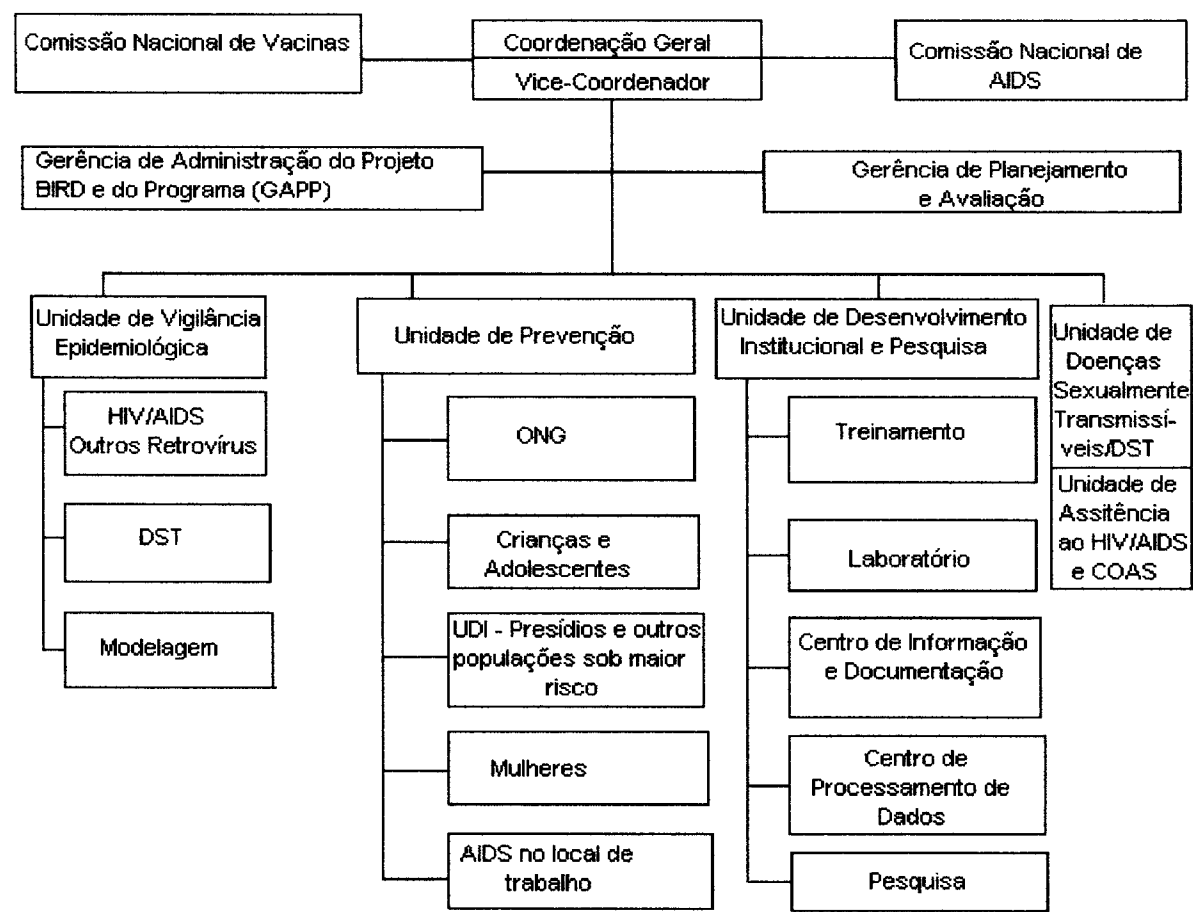 Comissão Nacional de Vacinas
Coordenação Geral
Vice-Coordenador
Comissão Nacional de
AIDS
Gerência de Administração do Projeto
BIRD e do Programa (GAPP)
Gerência de Planejamento
e Avaliação
Unidade de Vigilância
Epidemiológica
HIV/AIDS
Outros Retrovírus
DST
Modelagem
Unidade de Prevenção
ONG
Crianças e
Adolescentes
UDI - Presídios e outros
populações sob maior
risco
Mulheres
AIDS no local de
trabalho
Unidade de Desenvolvimento
Institucional e Pesquisa
Treinamento
Laboratório
Centro de Informação
e Documentação
Centro de
Processamento de
Dados
Pesquisa
Unidade de
Doenças
Sexualmente
Transmissí-
veis/DST
Unidade de
Assitência
ao HIV/AIDS
e COAS